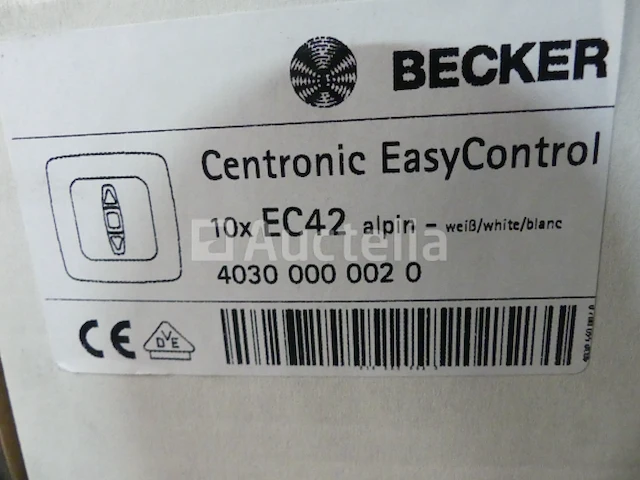 BECKER
Centronic EasyControl
10x EC42 alpin - weiß/white/blanc
Auctelia
4030 000 002 0
CE DVE